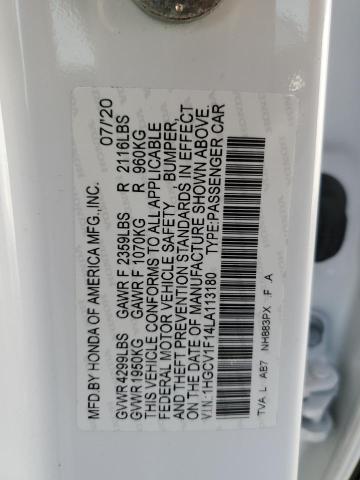 MFD.BY HONDA OF AMERICA MFG.,INC. 07/'20
GVWR 4299LBS GAWR F 2359LBS R 2116LBS
GVWR 1950KG GAWR F 1070KG R 960KG
THIS VEHICLE CONFORMS TO ALL APPLICABLE
FEDERAL MOTOR VEHICLE SAFETY , BUMPER,
AND THEFT PREVENTION STANDARDS IN EFFECT
ON THE DATE OF MANUFACTURE SHOWN ABOVE.
V.I.N.:1HGCV1F14LA113180 TYPE:PASSENGER CAR
TVA L AB7 NH883PX F A